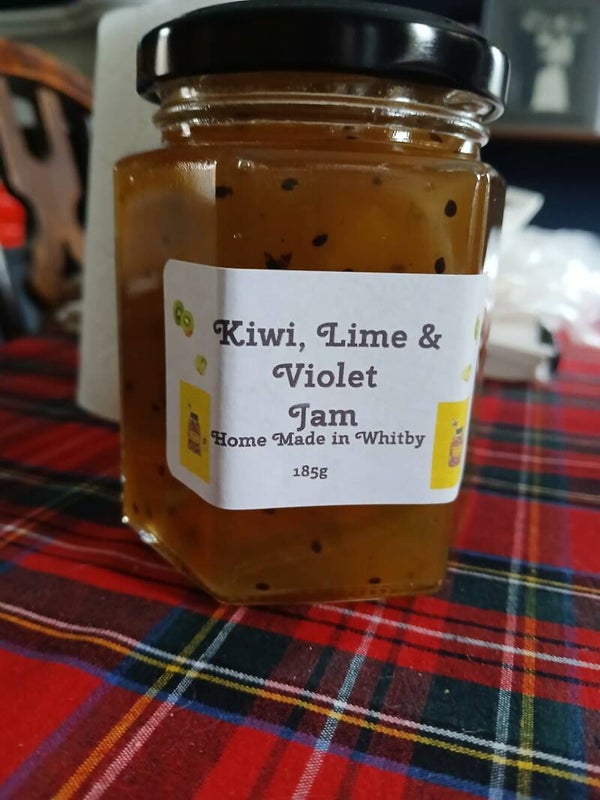 Kiwi, Lime &
Violet
Jam
Home Made in Whitby
185g